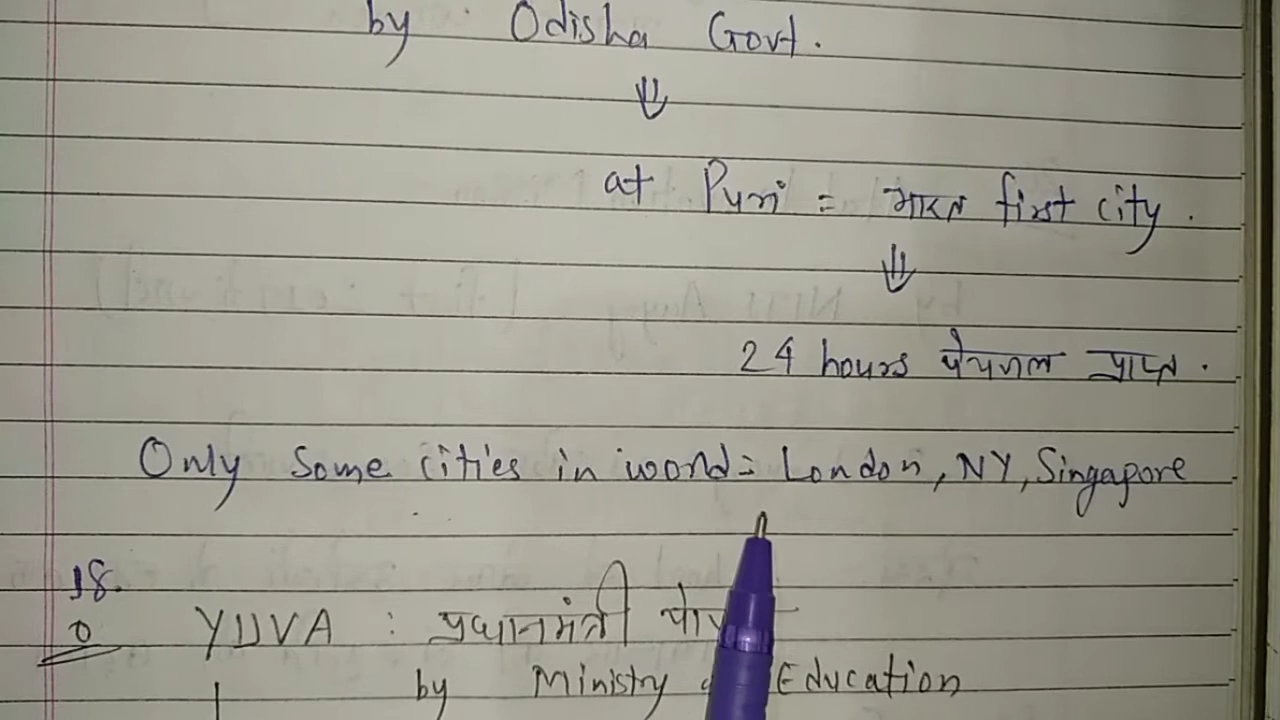 by Odisha Govt.
at Puri = भारत first city.
24 hours पेयजल प्राप्त.
Only Some Cities in world = London, NY, Singapore
18.
YUVA : प्रधानमंत्री
by Ministry Education